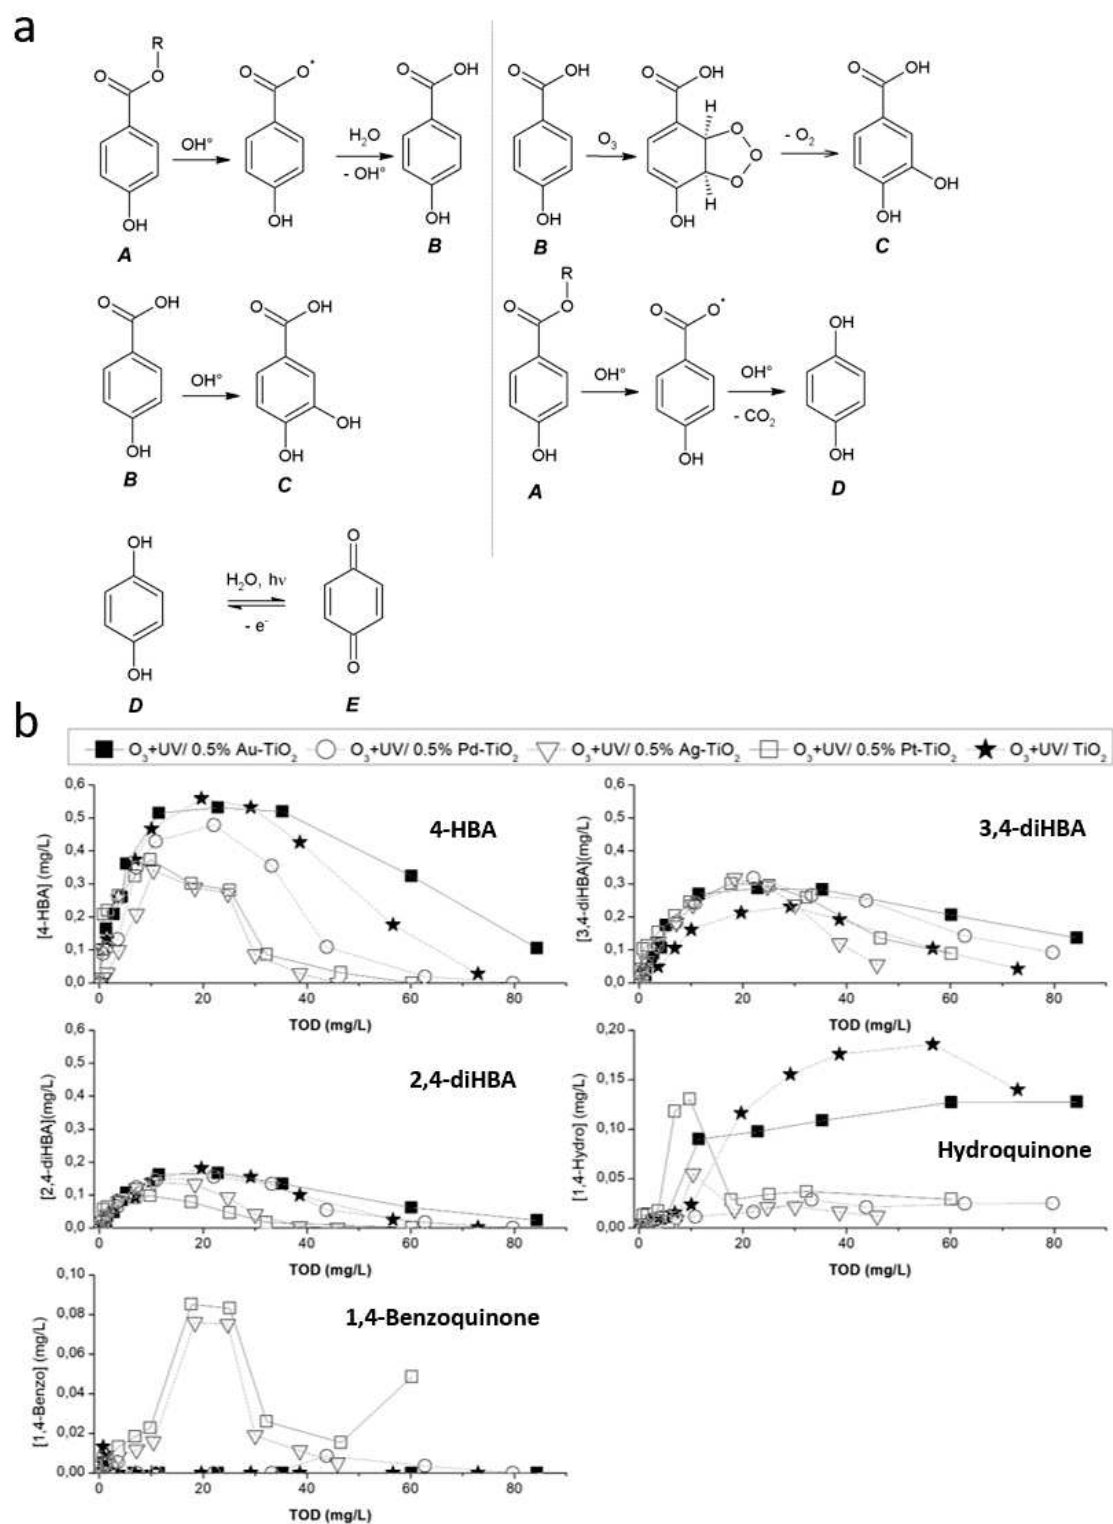 a
R
O
O
OH
A
OH°
O
O•
OH
H₂O
- OH°
O
OH
OH
B
O
OH
OH
B
O₃
O
OH
H
O
O
O
H
OH
- O₂
O
OH
OH
OH
C
O
OH
OH
B
OH°
O
OH
OH
OH
C
R
O
O
OH
A
OH°
O
O•
OH
OH°
- CO₂
OH
OH
D
OH
OH
D
H₂O, hν
- e⁻
O
O
E
b
O₃+UV/ 0.5% Au-TiO₂ O₃+UV/ 0.5% Pd-TiO₂ O₃+UV/ 0.5% Ag-TiO₂ O₃+UV/ 0.5% Pt-TiO₂ O₃+UV/ TiO₂
4-HBA
[4-HBA] (mg/L)
0,6
0,5
0,4
0,3
0,2
0,1
0,0
0 20 40 60 80
TOD (mg/L)
3,4-diHBA
[3,4-diHBA](mg/L)
0,6
0,5
0,4
0,3
0,2
0,1
0,0
0 20 40 60 80
TOD (mg/L)
2,4-diHBA
[2,4-diHBA](mg/L)
0,6
0,5
0,4
0,3
0,2
0,1
0,0
0 20 40 60 80
TOD (mg/L)
Hydroquinone
[1,4-Hydro] (mg/L)
0,20
0,15
0,10
0,05
0,00
0 20 40 60 80
TOD (mg/L)
1,4-Benzoquinone
[1,4-Benzo] (mg/L)
0,10
0,08
0,06
0,04
0,02
0,00
0 20 40 60 80
TOD (mg/L)